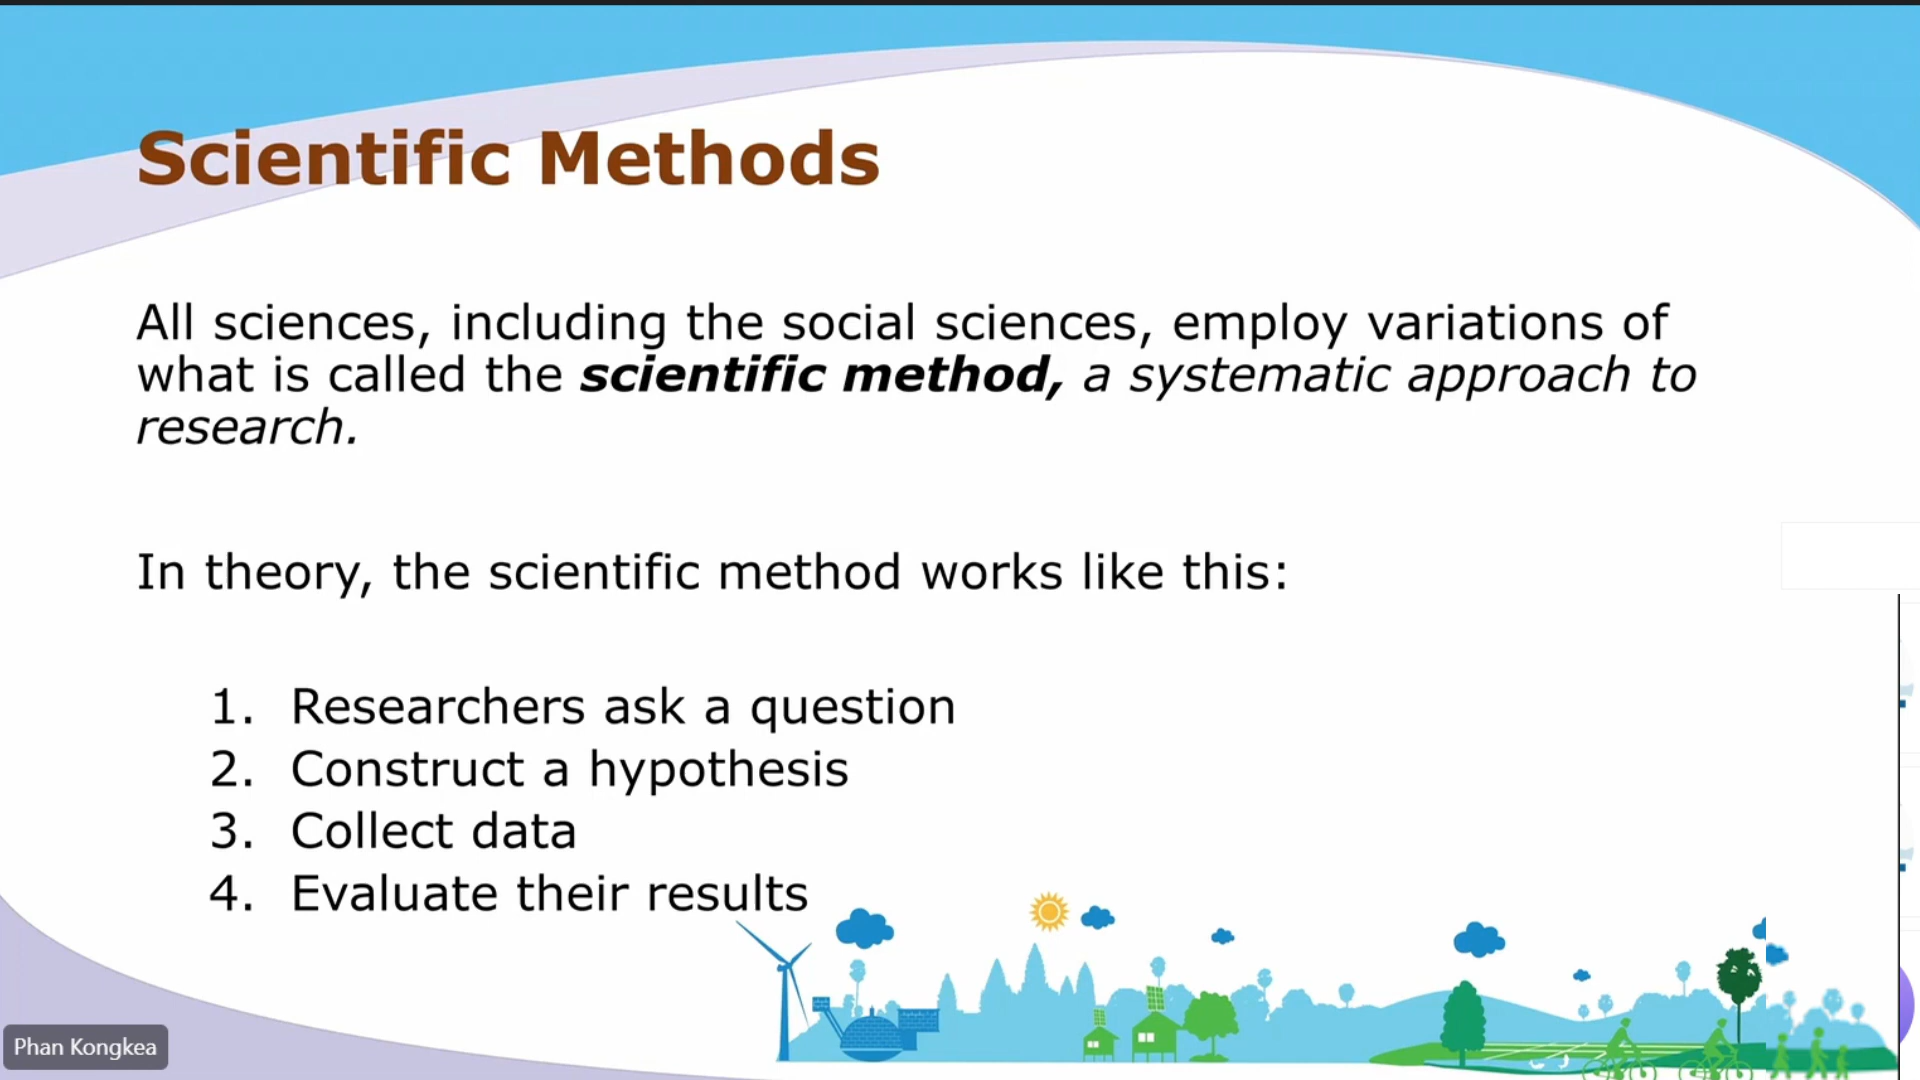 Scientific Methods
All sciences, including the social sciences, employ variations of
what is called the scientific method, a systematic approach to
research.
In theory, the scientific method works like this:
1. Researchers ask a question
2. Construct a hypothesis
3. Collect data
4. Evaluate their results
Phan Kongkea